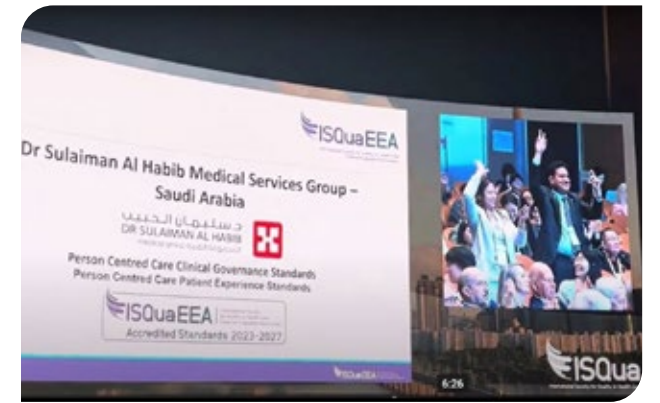 ISQuaEEA
Dr Sulaiman Al Habib Medical Services Group –
Saudi Arabia
د. سليمان الحبيب
DR SULAIMAN AL HABIB
Person Centred Care Clinical Governance Standards
Person Centred Care Patient Experience Standards
ISQuaEEA
Accredited Standards 2023-2027
ISQuaEEA
6:26
ISQua